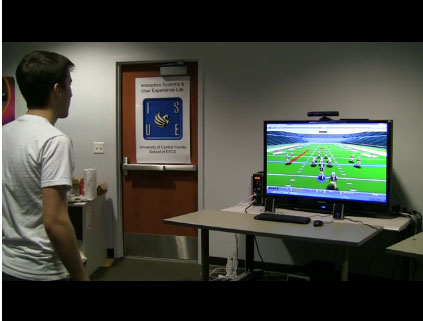 Interactive Systems &
User Experience Lab
I S
U E
University of Central Florida
School of EECS